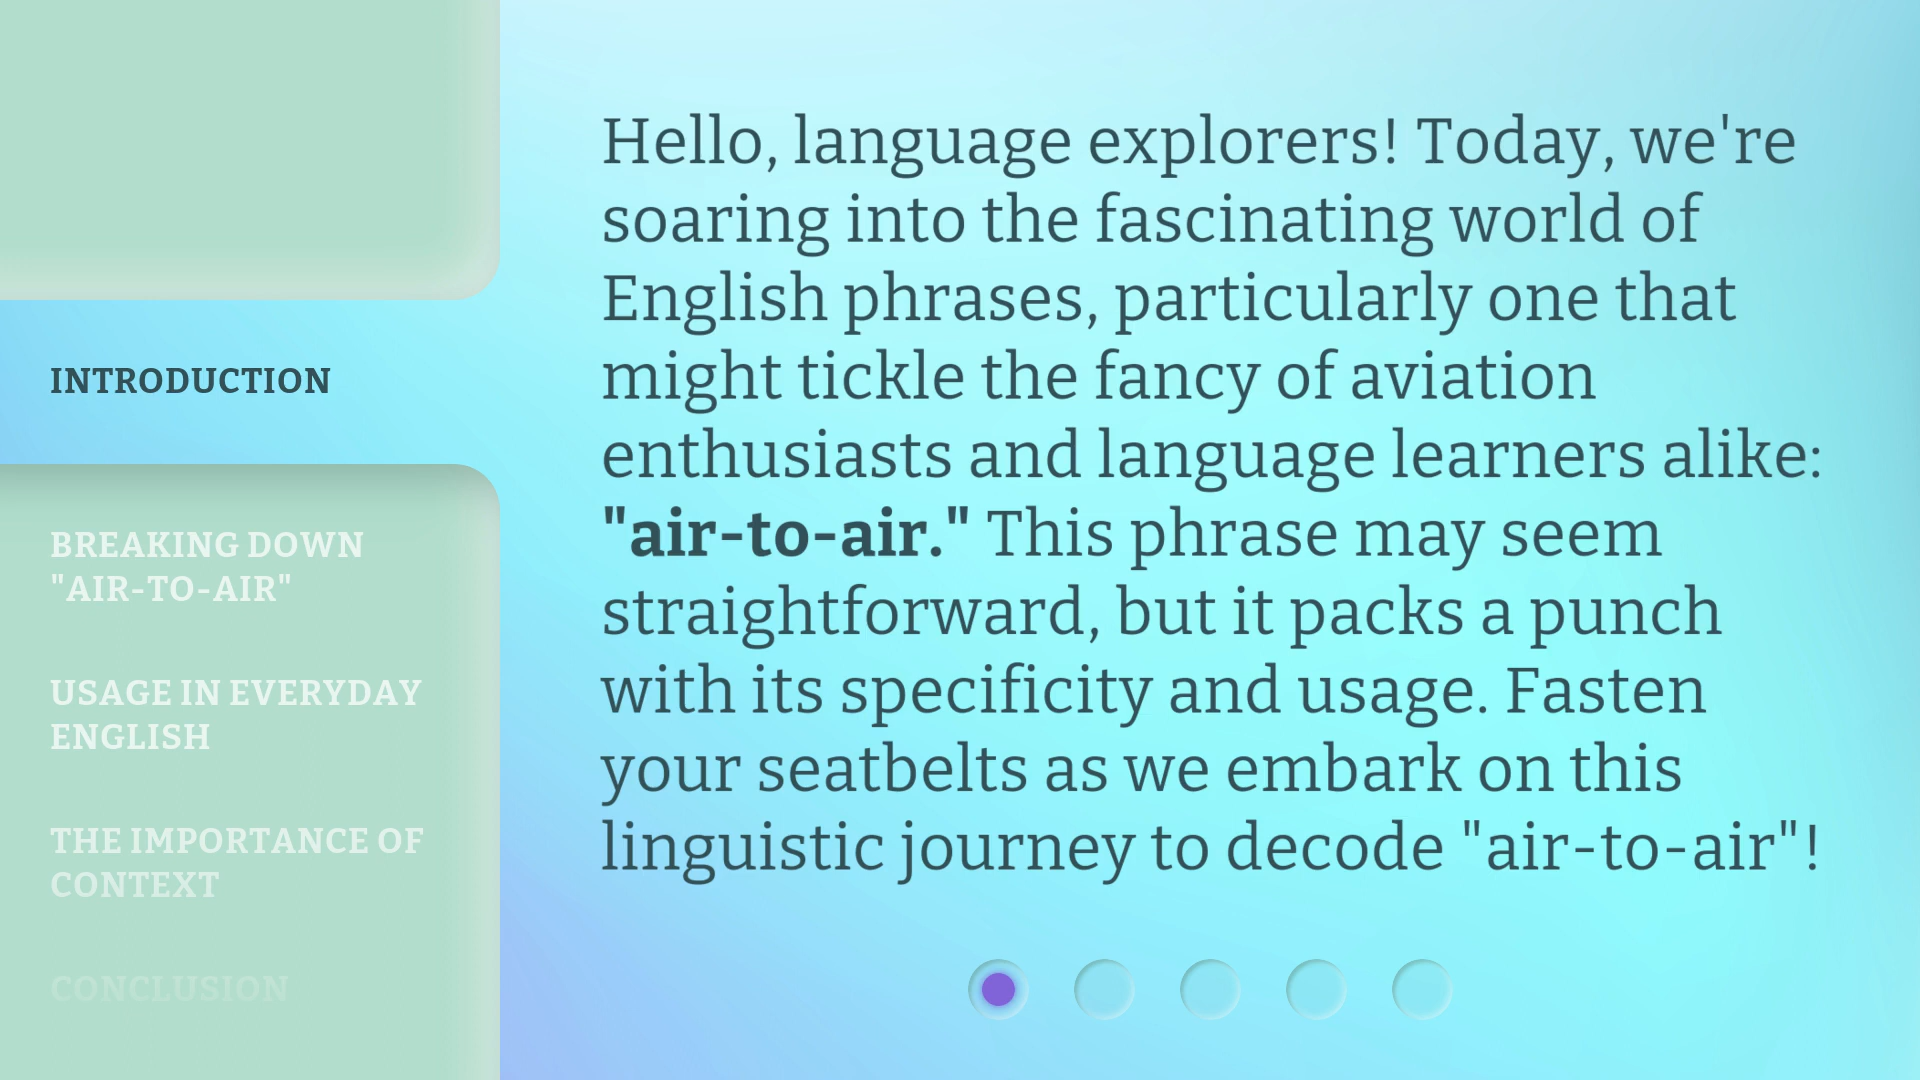 INTRODUCTION
BREAKING DOWN
"AIR-TO-AIR"
USAGE IN EVERYDAY
ENGLISH
THE IMPORTANCE OF
CONTEXT
CONCLUSION
Hello, language explorers! Today, we're
soaring into the fascinating world of
English phrases, particularly one that
might tickle the fancy of aviation
enthusiasts and language learners alike:
"air-to-air." This phrase may seem
straightforward, but it packs a punch
with its specificity and usage. Fasten
your seatbelts as we embark on this
linguistic journey to decode "air-to-air"!